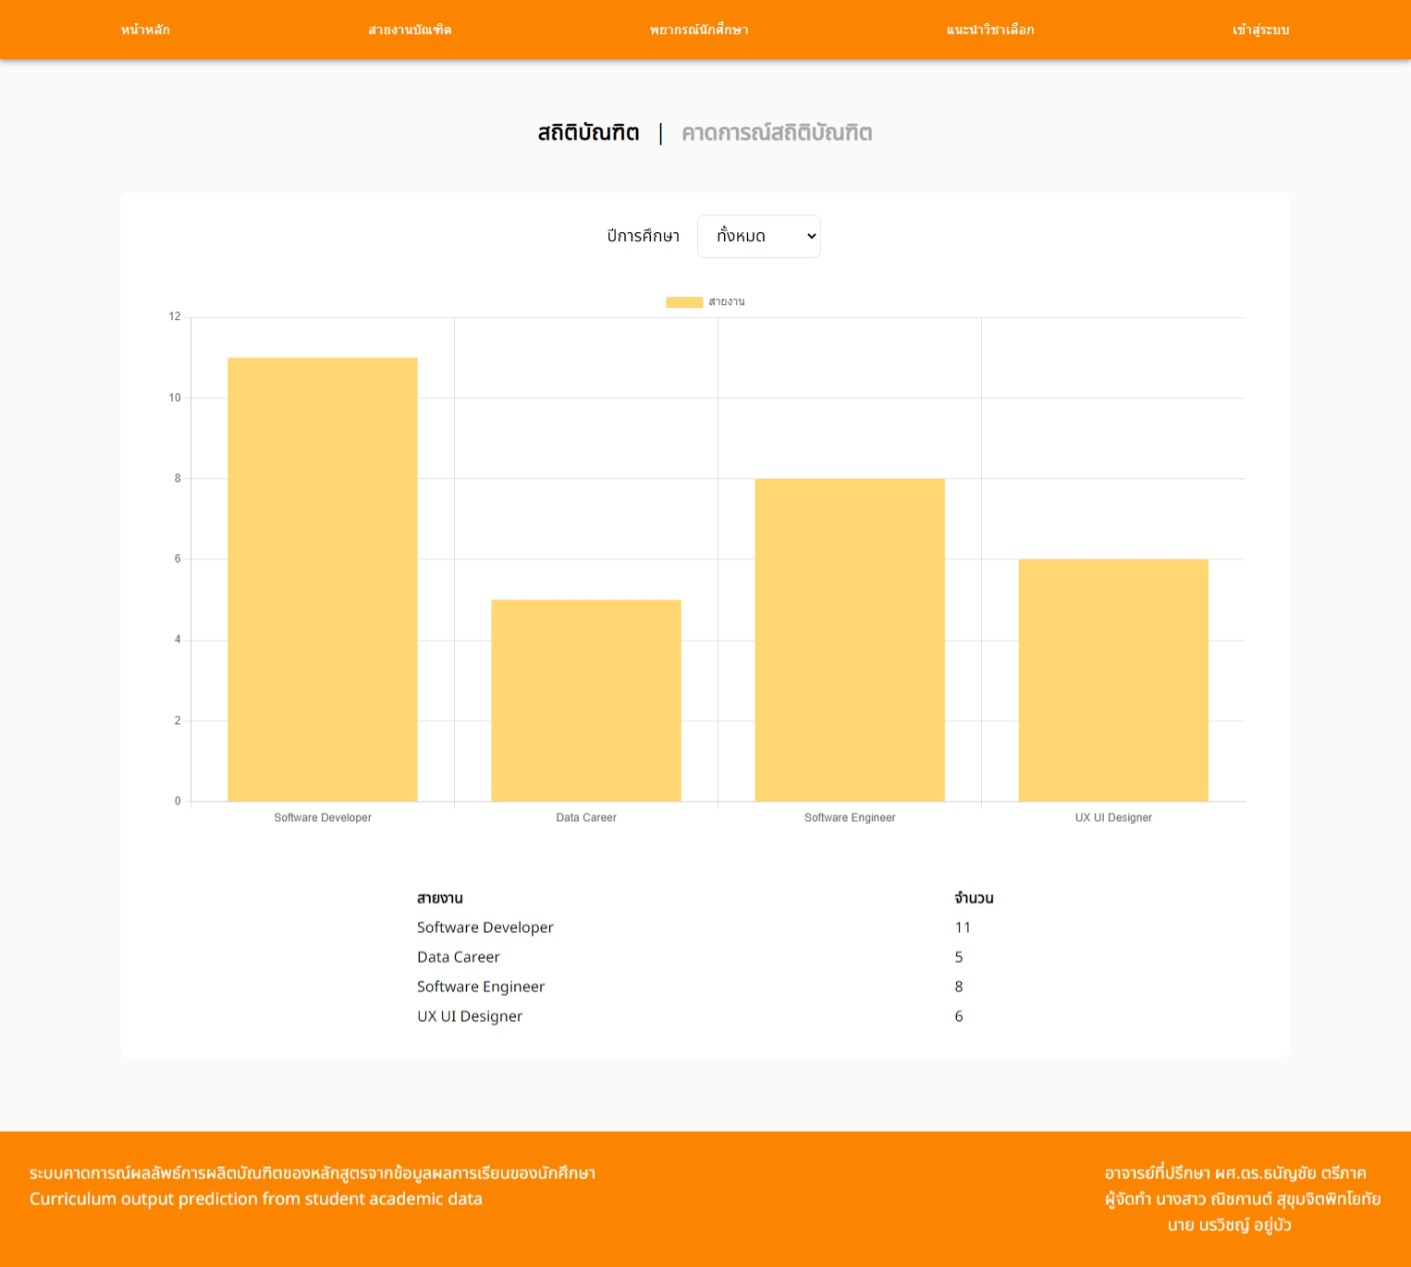 หน้าหลัก สายงานบัณฑิต พยากรณ์นักศึกษา แนะนำวิชาเลือก เข้าสู่ระบบ
สถิติบัณฑิต | คาดการณ์สถิติบัณฑิต
ปีการศึกษา ทั้งหมด
สายงาน
12
10
8
6
4
2
0
Software Developer Data Career Software Engineer UX UI Designer
สายงาน จำนวน
Software Developer 11
Data Career 5
Software Engineer 8
UX UI Designer 6
ระบบคาดการณ์ผลลัพธ์การผลิตบัณฑิตของหลักสูตรจากข้อมูลผลการเรียนของนักศึกษา
Curriculum output prediction from student academic data
อาจารย์ที่ปรึกษา ผศ.ดร.ธนัญชัย ตรีภาค
ผู้จัดทำ นางสาว ณิชกานต์ สุขุมจิตพิทโยทัย
นาย นรวิชญ์ อยู่บัว